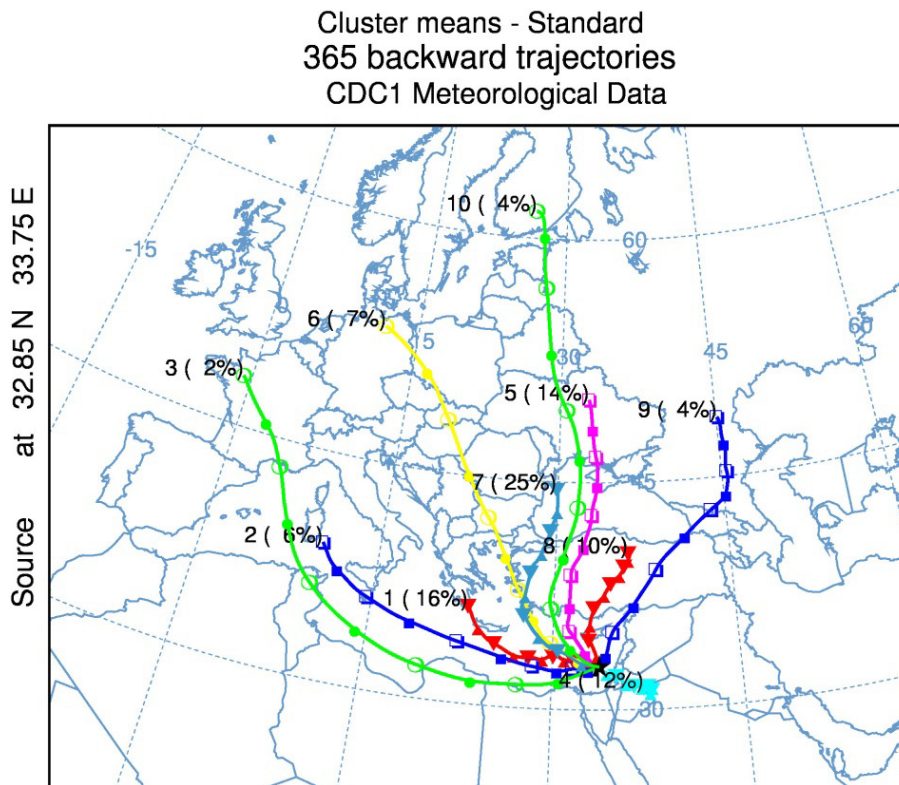 Cluster means - Standard
365 backward trajectories
CDC1 Meteorological Data
Source at 32.85 N 33.75 E
10 ( 4%)
-15
60
6 ( 7%)
60
15
30
45
3 ( 2%)
5 ( 14%)
9 ( 4%)
7 ( 25%)
45
2 ( 6%)
8 ( 10%)
1 ( 16%)
4 ( 12%)
30